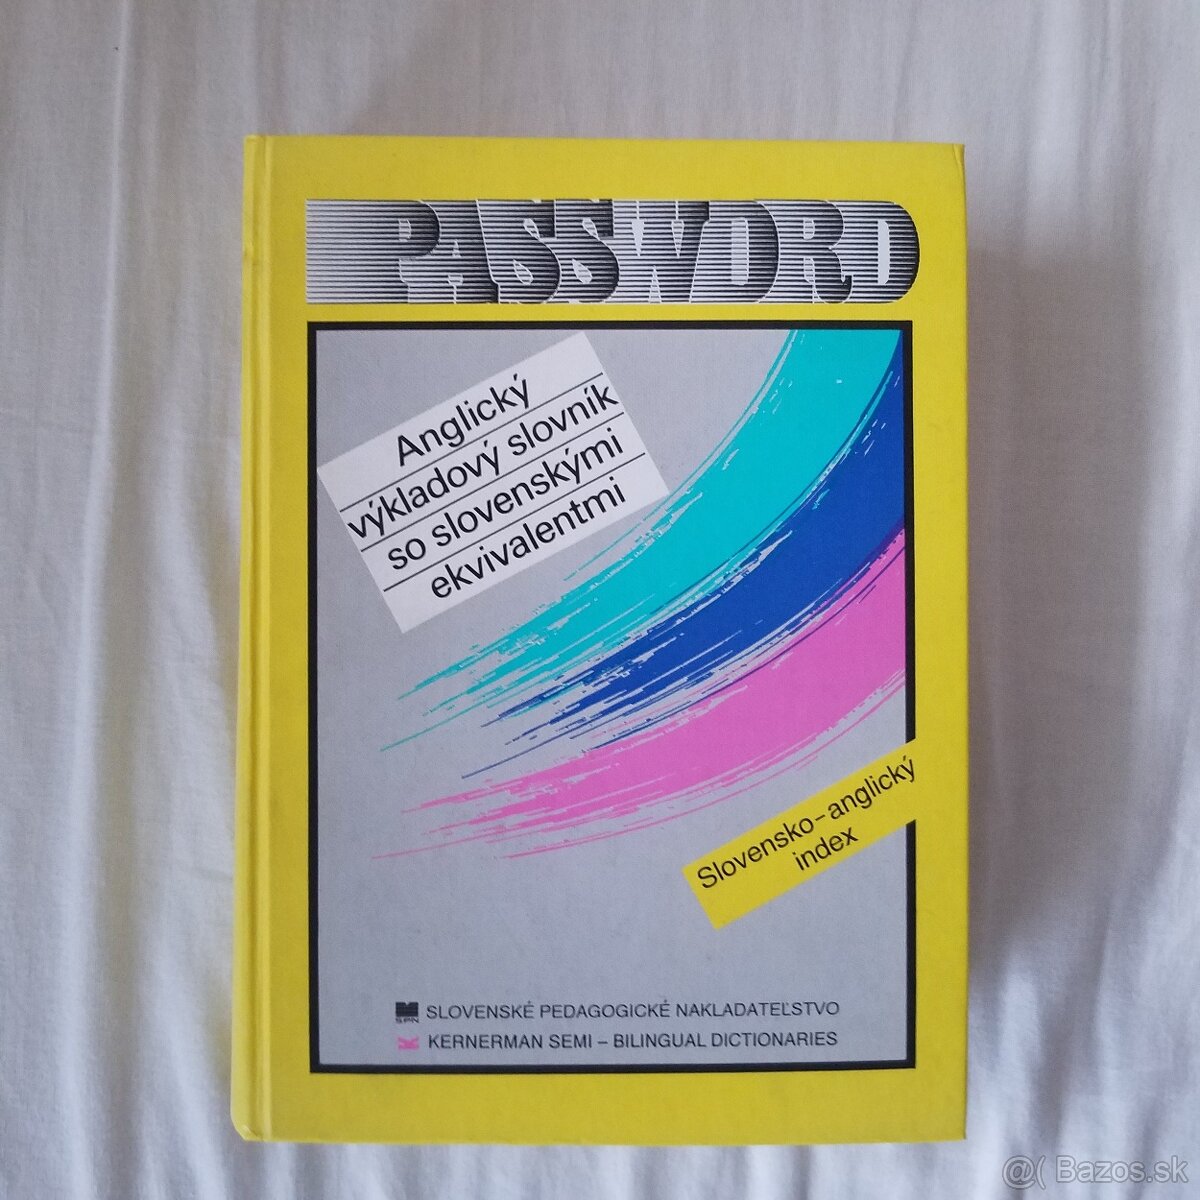 PASSWORD
Anglický
výkladový slovník
so slovenskými
ekvivalentmi
Slovensko-anglický
index
SPN
SLOVENSKÉ PEDAGOGICKÉ NAKLADATEĽSTVO
K
KERNERMAN SEMI – BILINGUAL DICTIONARIES
@( Bazos.sk